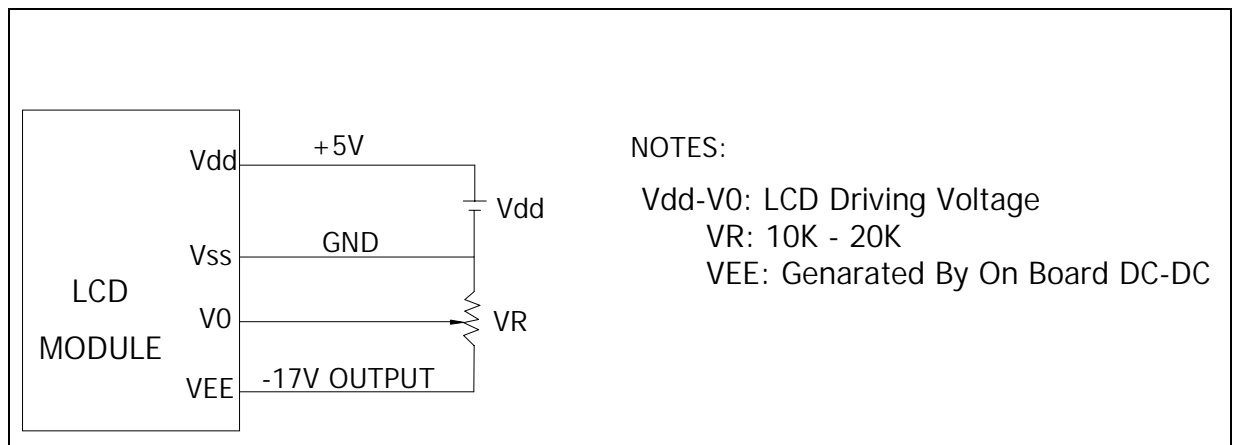 Vdd
+5V
Vdd
Vss
GND
LCD
MODULE
V0
VR
VEE
-17V OUTPUT
NOTES:
Vdd-V0: LCD Driving Voltage
VR: 10K - 20K
VEE: Genarated By On Board DC-DC